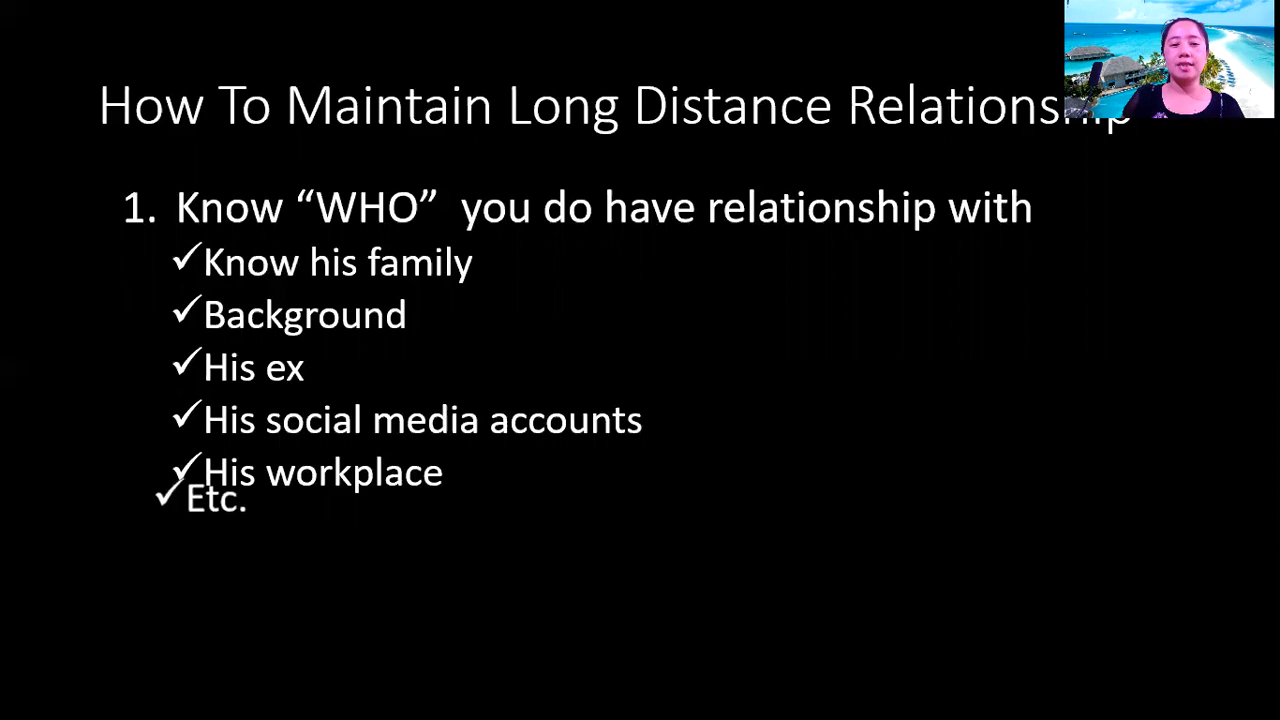 How To Maintain Long Distance Relationship
1. Know “WHO” you do have relationship with
✓Know his family
✓Background
✓His ex
✓His social media accounts
✓His workplace
✓Etc.